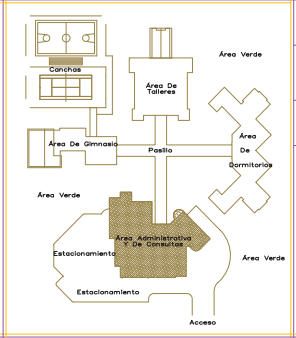 Área Verde
Canchas
Área De
Talleres
Área De Gimnasio
Pasillo
Área
De
Dormitorios
Área Verde
Área Administrativa
Y De Consultas
Estacionamiento
Área Verde
Estacionamiento
Acceso